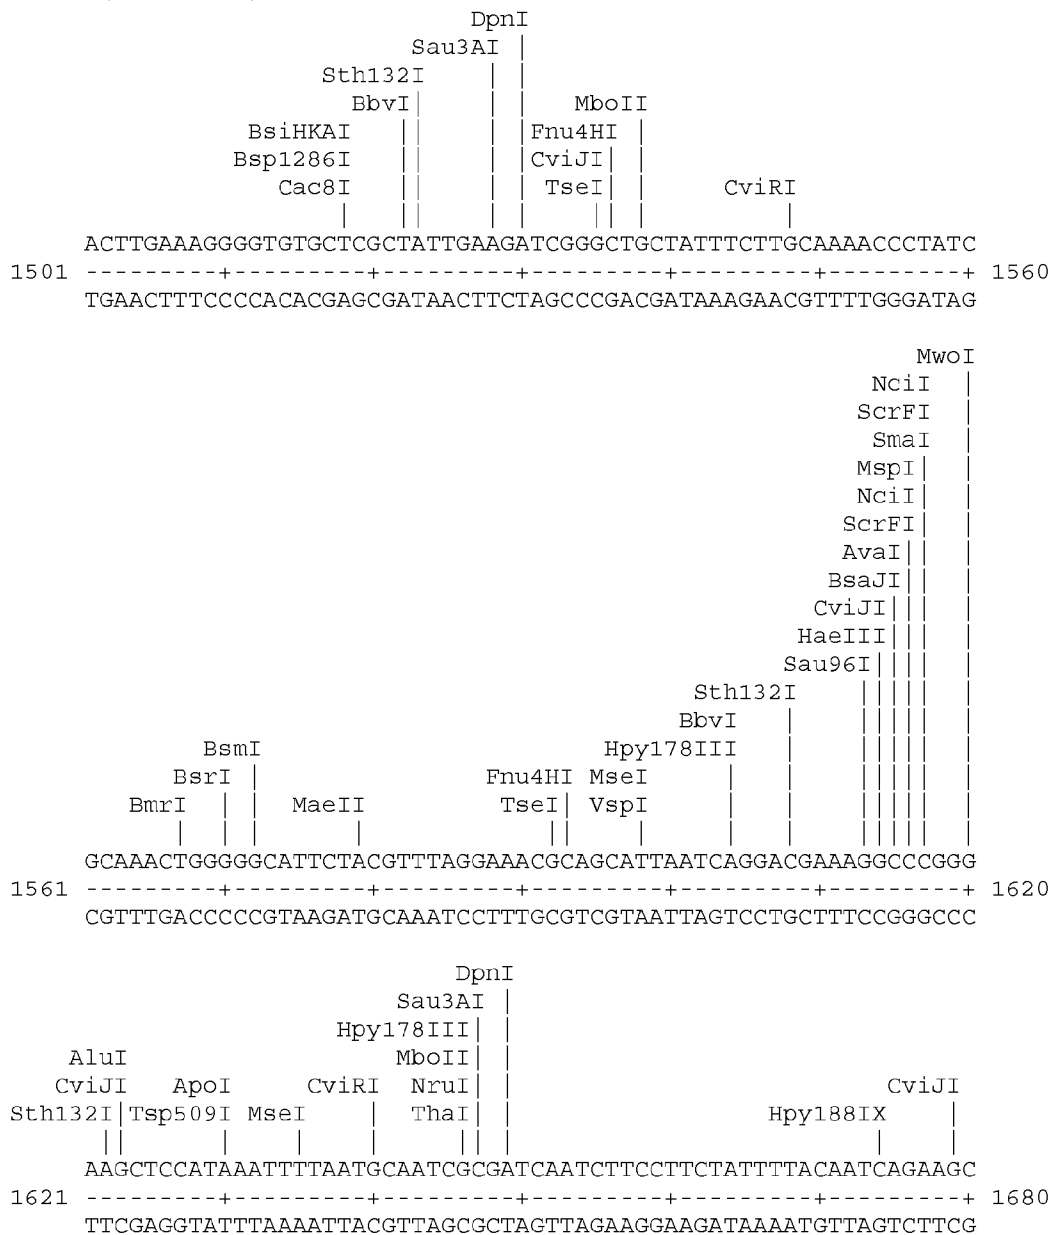 DpnI
Sau3AI |
Sth132I | |
BbvI| | |
BsiHKAI || | | Fnu4HI MboII
Bsp1286I || | | CviJI| |
Cac8I || | | TseI| | CviRI
| || | | || | |
ACTTGAAAGGGGTGTGCTCGCTATTGAAGATCGGGCTGCTATTTCTTGCAAAACCCTATC
1501 ---------+---------+---------+---------+---------+---------+ 1560
TGAACTTTCCCCACACGAGCGATAACTTCTAGCCCGACGATAAAGAACGTTTTGGGATAG
MwoI
NciI |
ScrFI |
SmaI |
MspI| |
NciI| |
ScrFI| |
AvaI|| |
BsaJI|| |
CviJI||| |
HaeIII||| |
Sau96I|||| |
Sth132I ||||| |
BbvI | ||||| |
BsmI Hpy178III | ||||| |
BsrI | Fnu4HI MseI | | ||||| |
BmrI | | MaeII TseI| VspI | | ||||| |
| | | | || | | | ||||| |
GCAAACTGGGGGCATTCTACGTTTAGGAAACGCAGCATTAATCAGGACGAAAGGCCCGGG
1561 ---------+---------+---------+---------+---------+---------+ 1620
CGTTTGACCCCCGTAAGATGCAAATCCTTTGCGTCGTAATTAGTCCTGCTTTCCGGGCCC
DpnI
Sau3AI |
Hpy178III| |
AluI MboII| |
CviJI ApoI CviRI NruI| | CviJI
Sth132I|Tsp509I MseI | ThaI| | Hpy188IX |
|| | | | || | | |
AAGCTCCATAAATTTTAATGCAATCGCGATCAATCTTCCTTCTATTTTACAATCAGAAGC
1621 ---------+---------+---------+---------+---------+---------+ 1680
TTCGAGGTATTTAAAATTACGTTAGCGCTAGTTAGAAGGAAGATAAAATGTTAGTCTTCG